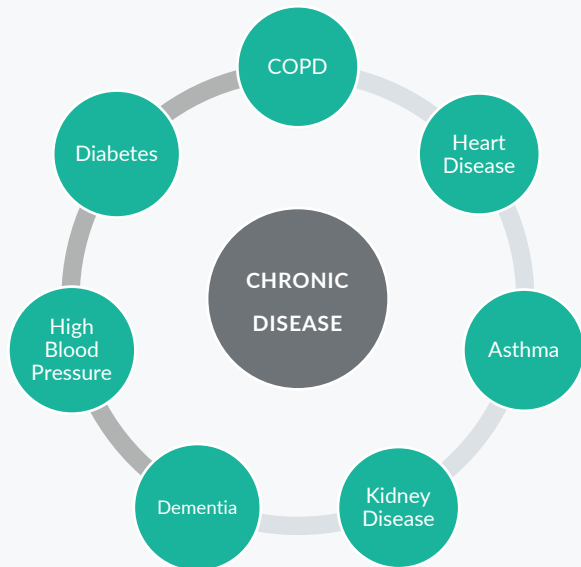 COPD
Heart
Disease
Asthma
Kidney
Disease
Dementia
High
Blood
Pressure
Diabetes
CHRONIC
DISEASE